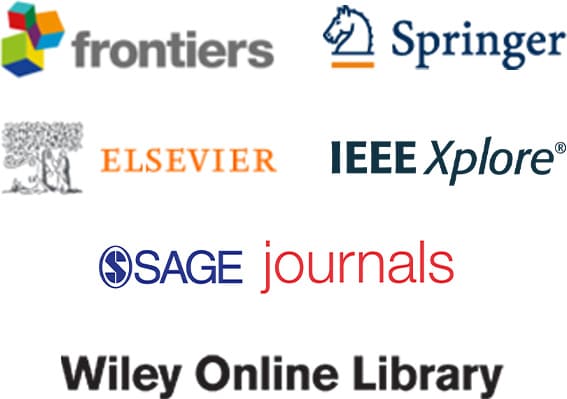 frontiers
Springer
ELSEVIER
IEEE Xplore®
SAGE journals
Wiley Online Library